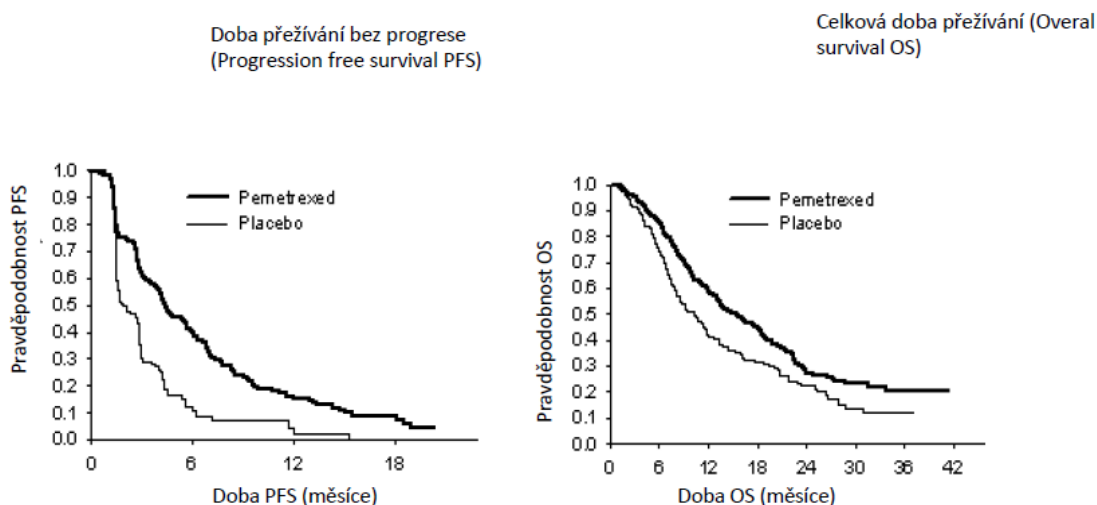 Doba přežívání bez progrese
(Progression free survival PFS)
Celková doba přežívání (Overal
survival OS)
Pravděpodobnost PFS
1.0
0.9
0.8
0.7
0.6
0.5
0.4
0.3
0.2
0.1
0.0
Pemetrexed
Placebo
0 6 12 18
Doba PFS (měsíce)
Pravděpodobnost OS
1.0
0.9
0.8
0.7
0.6
0.5
0.4
0.3
0.2
0.1
0.0
Pemetrexed
Placebo
0 6 12 18 24 30 36 42
Doba OS (měsíce)